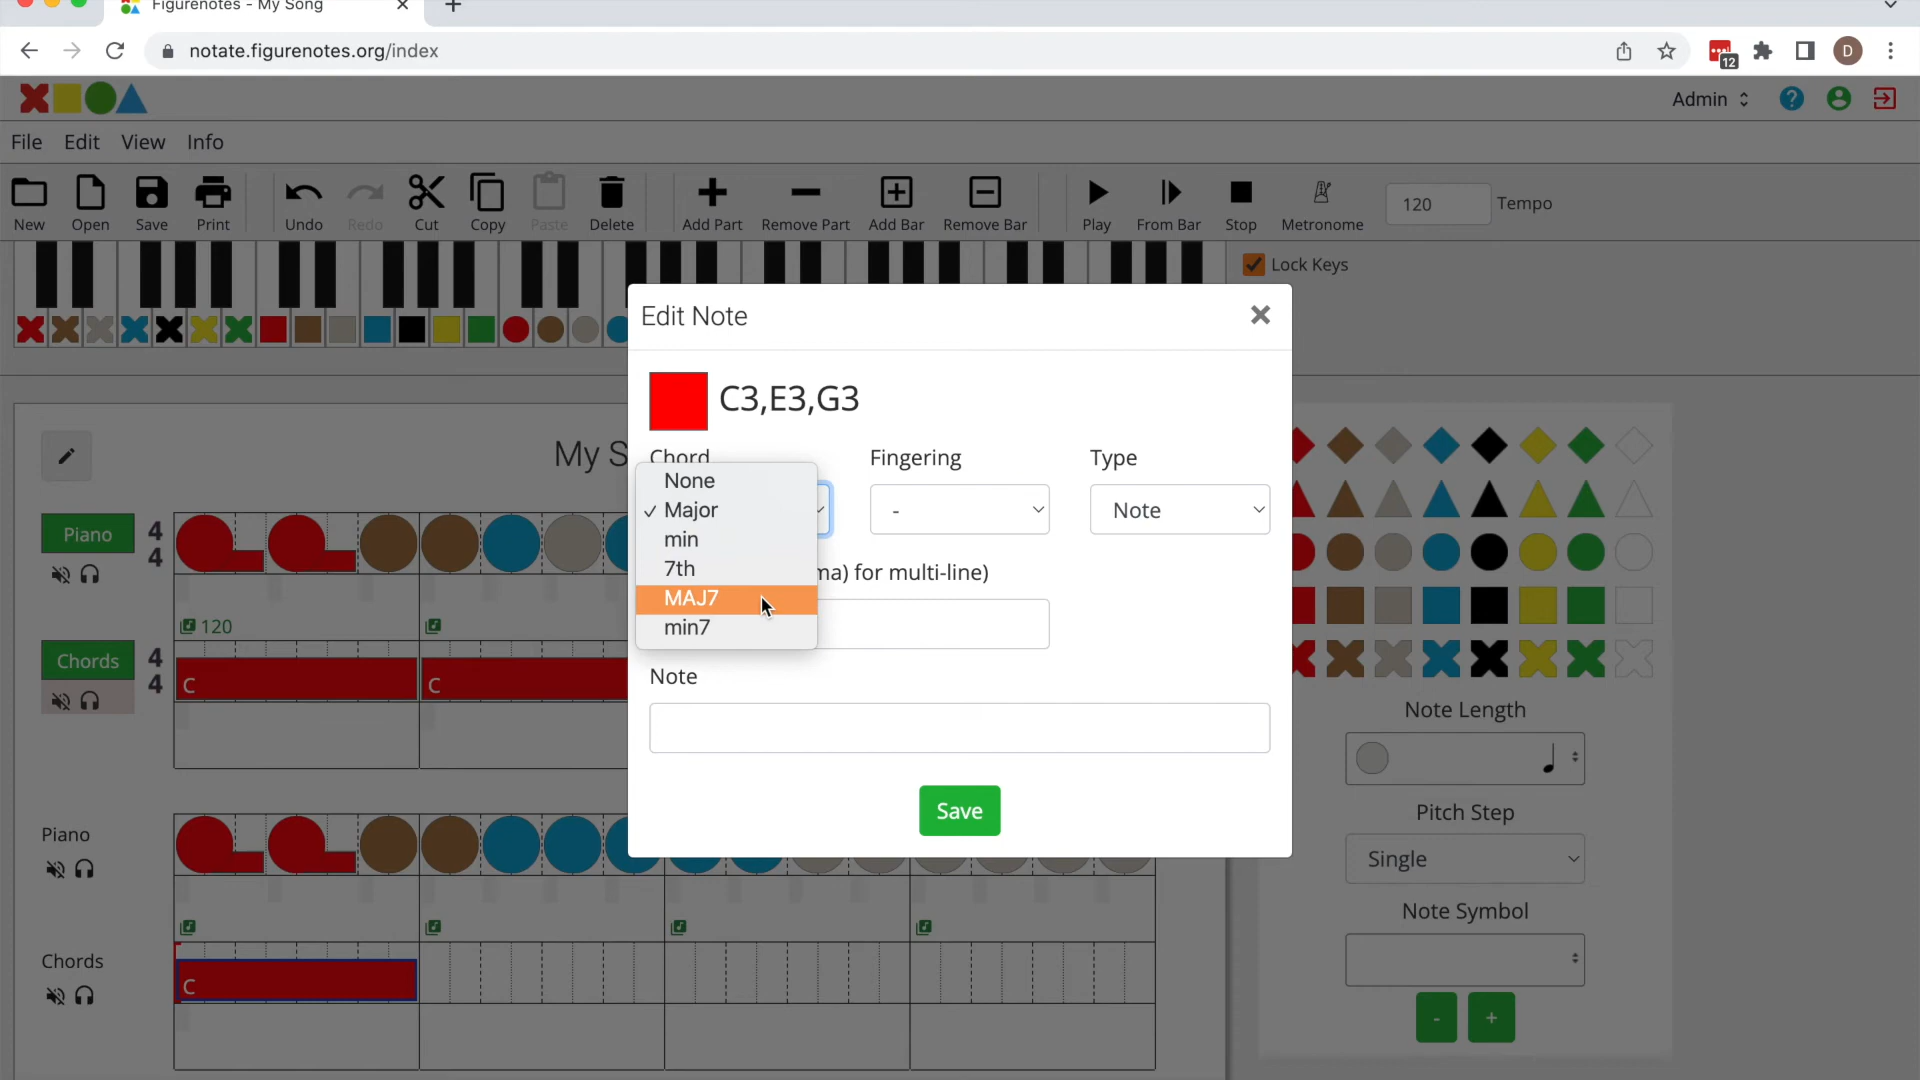 Figurenotes - My Song
notate.figurenotes.org/index
12
D
Admin
?
File Edit View Info
New Open Save Print Undo Redo Cut Copy Paste Delete Add Part Remove Part Add Bar Remove Bar Play From Bar Stop Metronome
120 Tempo
Lock Keys
Edit Note
C3,E3,G3
My S
Chord Fingering Type
None
✓ Major
- Note
min
7th
MAJ7
min7
ma) for multi-line)
Note
Save
Piano 4 4
120
Chords 4 4
C C
Piano
Chords
C
Note Length
Pitch Step
Single
Note Symbol
- +